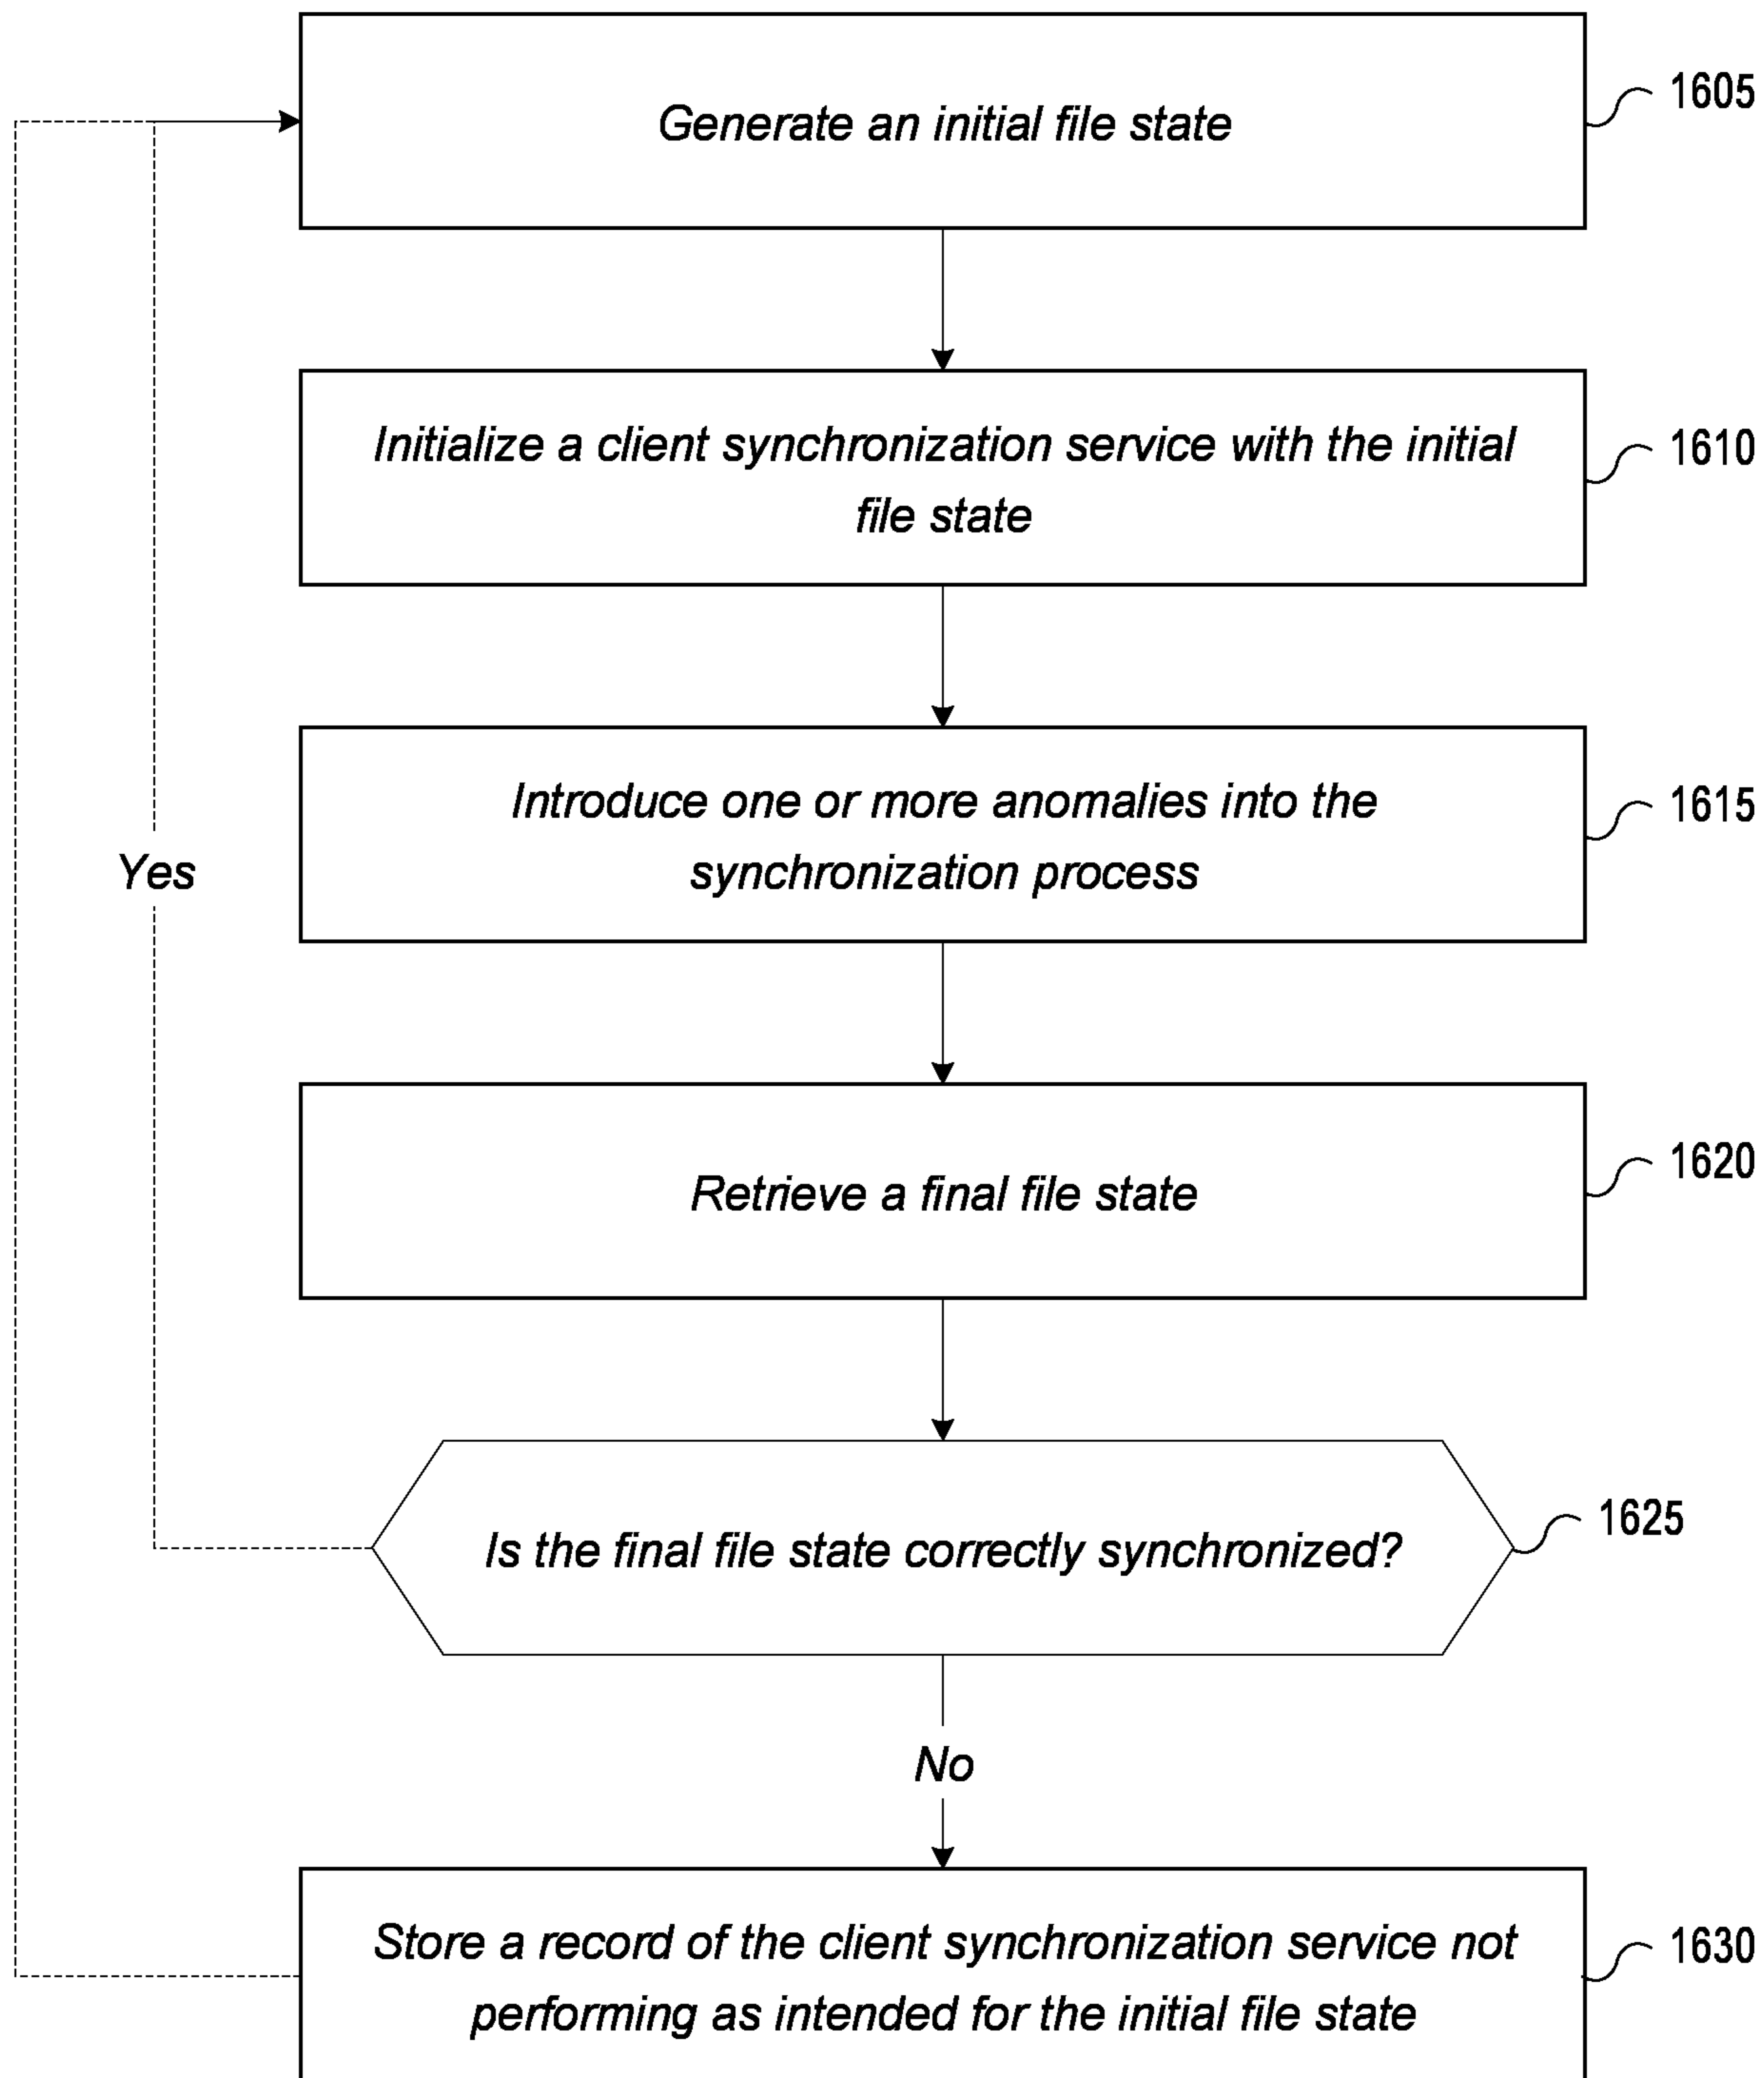 Generate an initial file state
1605
Initialize a client synchronization service with the initial
file state
1610
Introduce one or more anomalies into the
synchronization process
1615
Yes
Retrieve a final file state
1620
Is the final file state correctly synchronized?
1625
No
Store a record of the client synchronization service not
performing as intended for the initial file state
1630